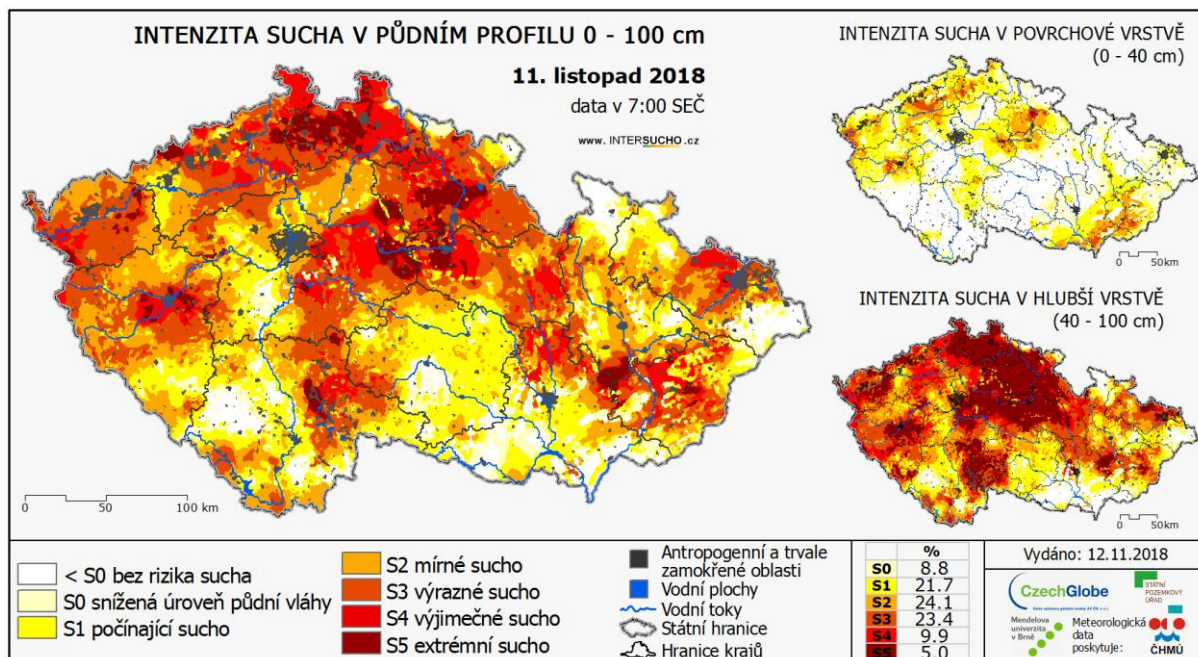 INTENZITA SUCHA V PŮDNÍM PROFILU 0 - 100 cm
11. listopad 2018
data v 7:00 SEČ
www. INTERSUCHO .cz
0 50 100 km
INTENZITA SUCHA V POVRCHOVÉ VRSTVĚ
(0 - 40 cm)
0 50km
INTENZITA SUCHA V HLUBŠÍ VRSTVĚ
(40 - 100 cm)
0 50km
< S0 bez rizika sucha
S0 snížená úroveň půdní vláhy
S1 počínající sucho
S2 mírné sucho
S3 výrazné sucho
S4 výjimečné sucho
S5 extrémní sucho
Antropogenní a trvale
zamokřené oblasti
Vodní plochy
Vodní toky
Státní hranice
Hranice krajů
%
S0 8.8
S1 21.7
S2 24.1
S3 23.4
S4 9.9
S5 5.0
Vydáno: 12.11.2018
CzechGlobe
STÁTNÍ
POZEMKOVÝ
ÚŘAD
Mendelova
univerzita
v Brně
Meteorologická
data
poskytuje:
ČHMÚ